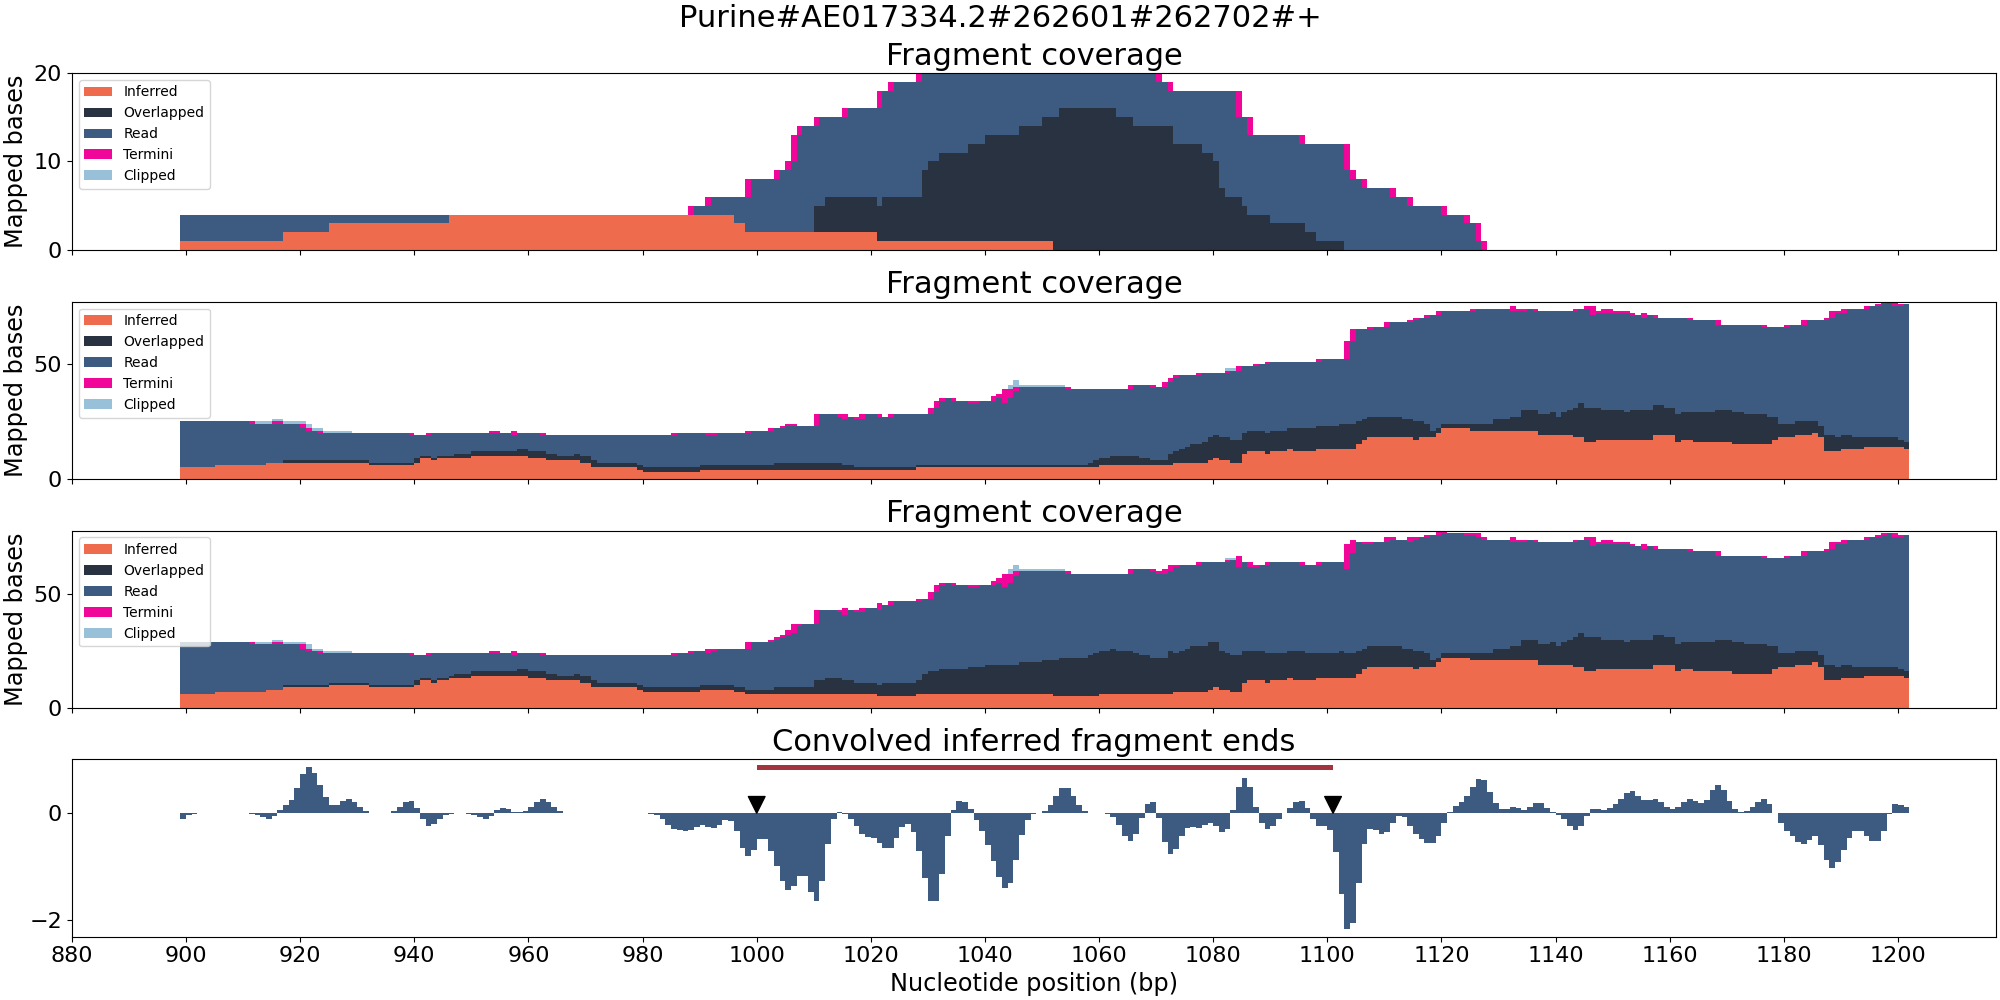 Purine#AE017334.2#262601#262702#+
Fragment coverage
Mapped bases
20
10
0
Inferred
Overlapped
Read
Termini
Clipped
Fragment coverage
Mapped bases
50
0
Inferred
Overlapped
Read
Termini
Clipped
Fragment coverage
Mapped bases
50
0
Inferred
Overlapped
Read
Termini
Clipped
Convolved inferred fragment ends
0
−2
880 900 920 940 960 980 1000 1020 1040 1060 1080 1100 1120 1140 1160 1180 1200
Nucleotide position (bp)